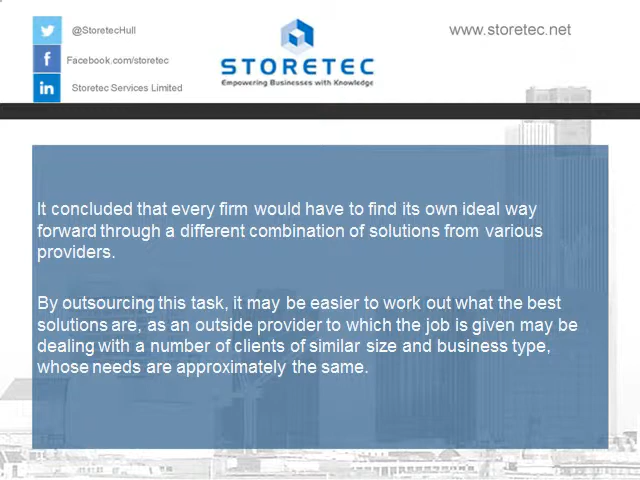 @StoretecHull
www.storetec.net
Facebook.com/storetec
STORETEC
Empowering Businesses with Knowledge
Storetec Services Limited
It concluded that every firm would have to find its own ideal way
forward through a different combination of solutions from various
providers.
By outsourcing this task, it may be easier to work out what the best
solutions are, as an outside provider to which the job is given may be
dealing with a number of clients of similar size and business type,
whose needs are approximately the same.